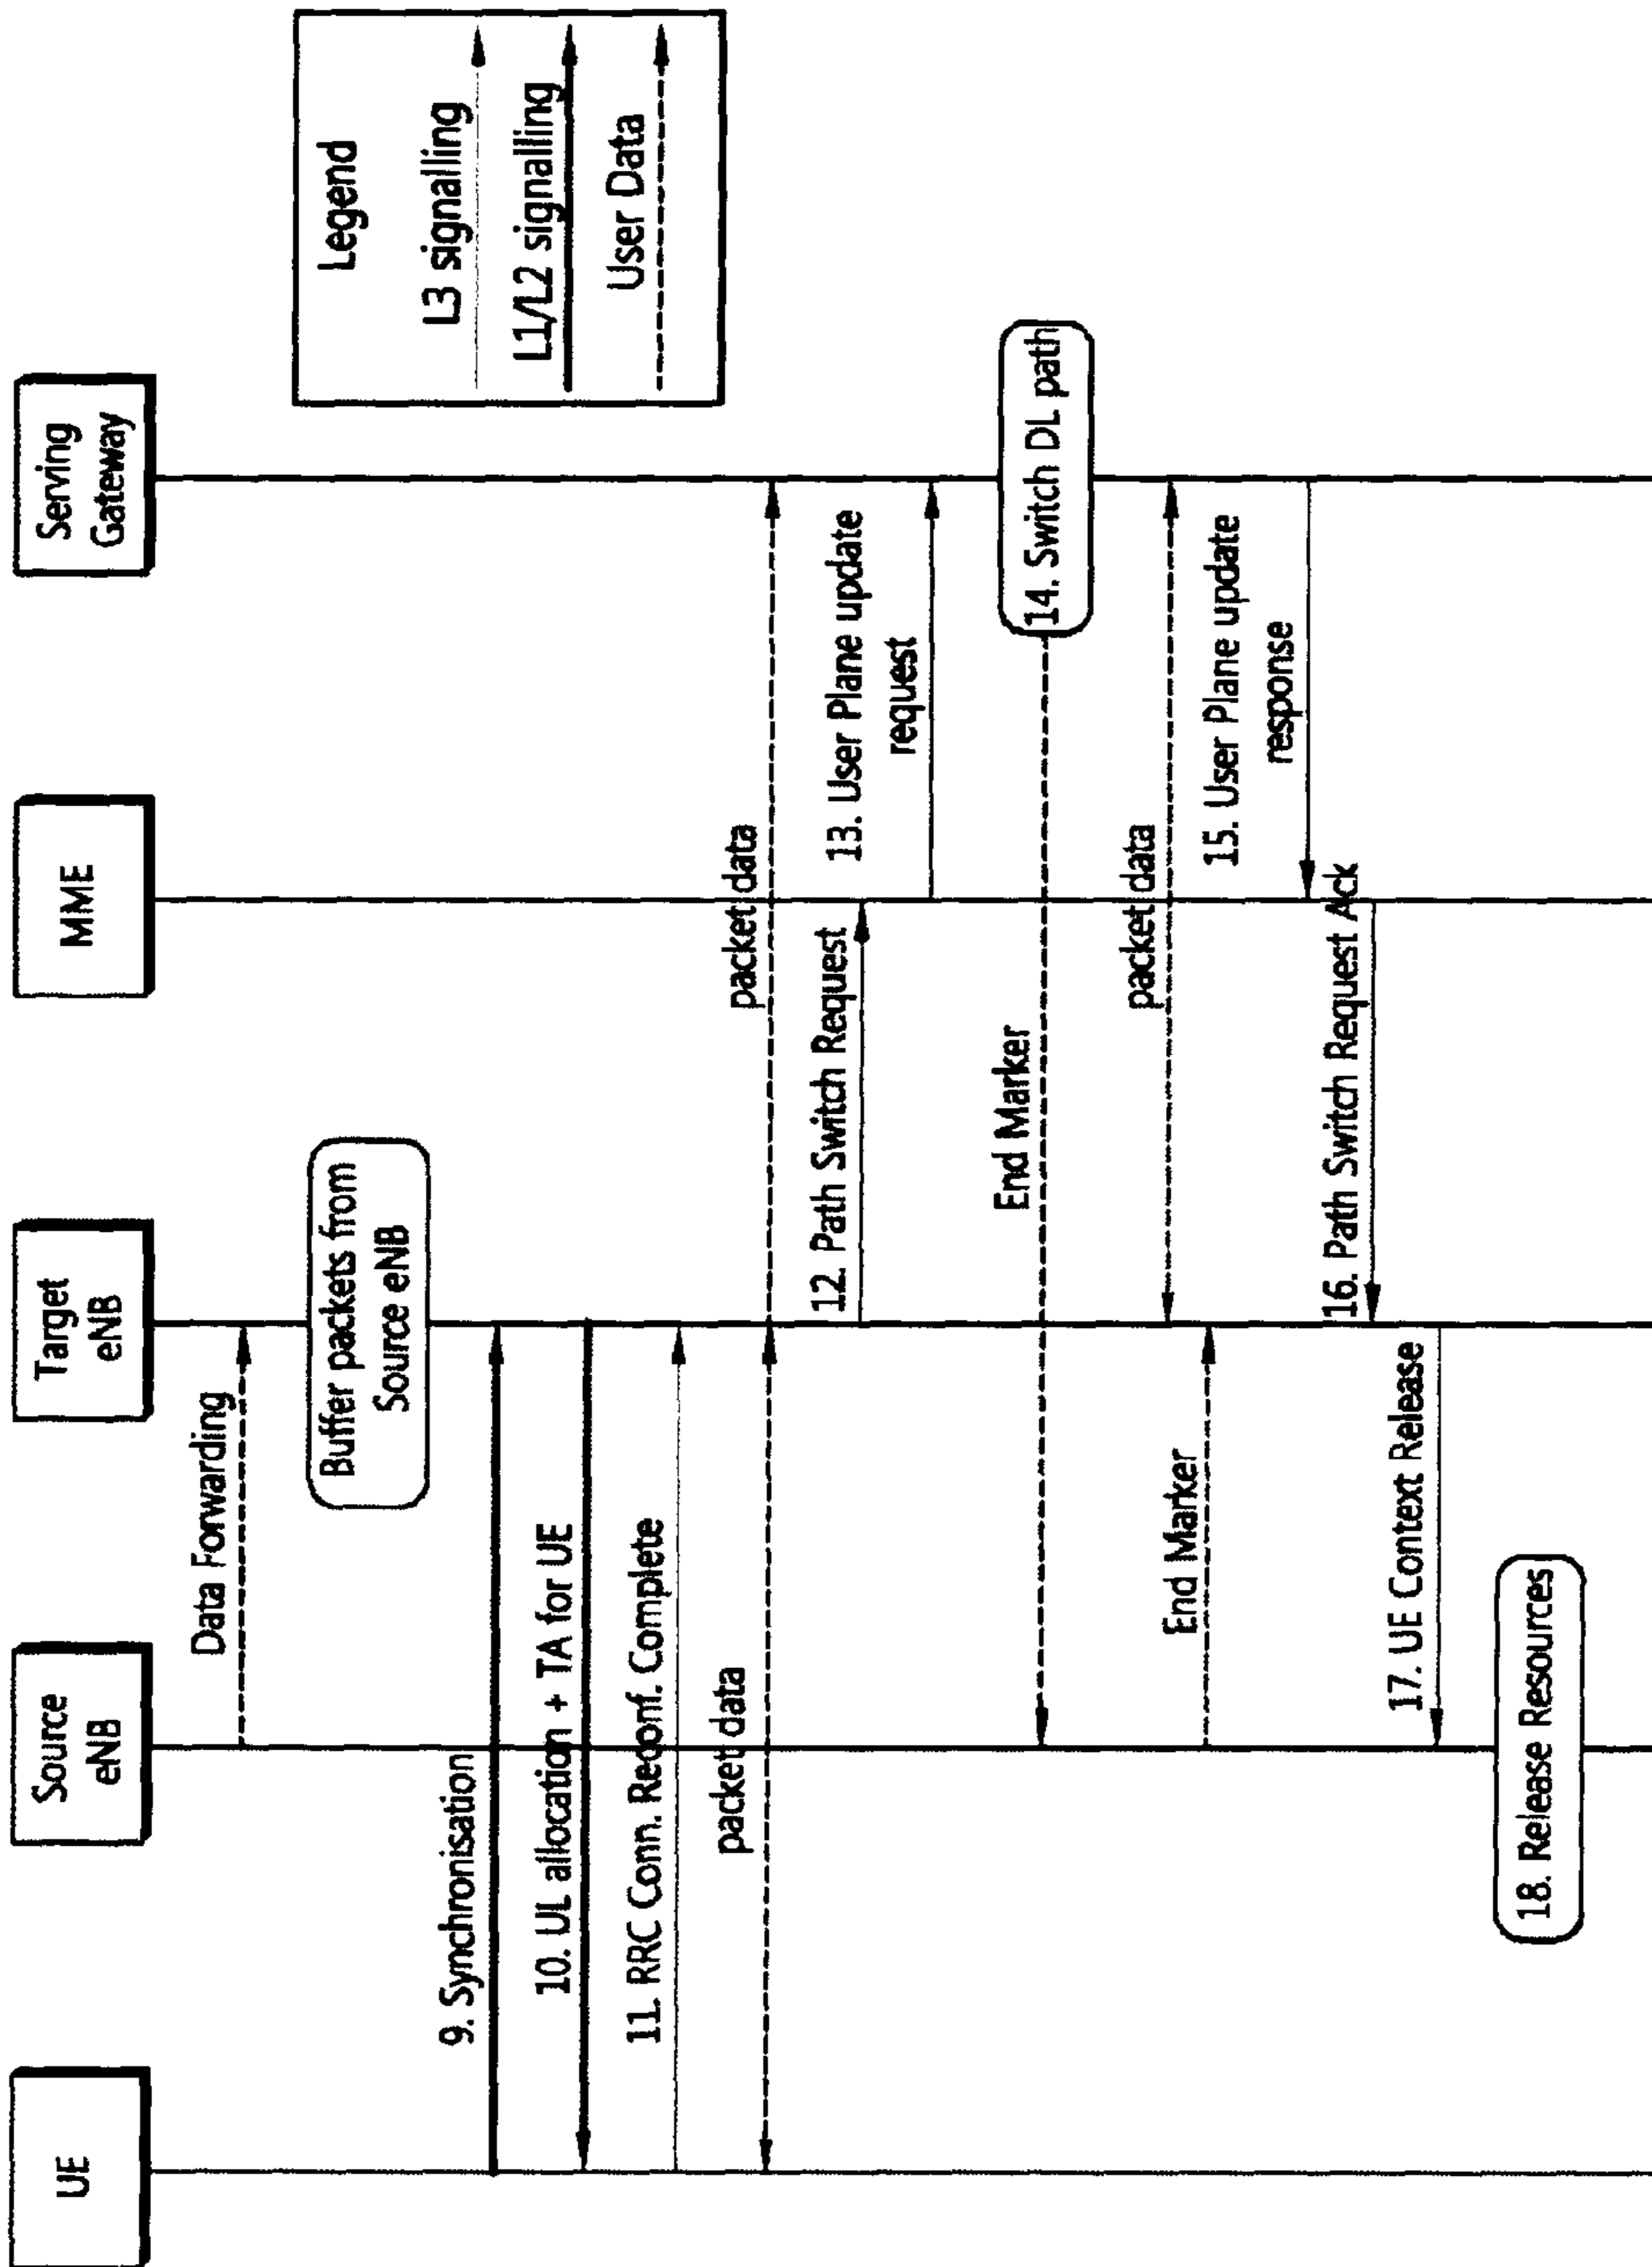 UE
Source
eNB
Target
eNB
MME
Serving
Gateway
Legend
L3 signalling
L1/L2 signalling
User Data
Data Forwarding
Buffer packets from
Source eNB
9. Synchronisation
10. UL allocation + TA for UE
11. RRC Conn. Reonf. Complete
packet data
packet data
12. Path Switch Request
13. User Plane update
request
End Marker
14. Switch DL path
packet data
End Marker
15. User Plane update
response
16. Path Switch Request Ack
17. UE Context Release
18. Release Resources